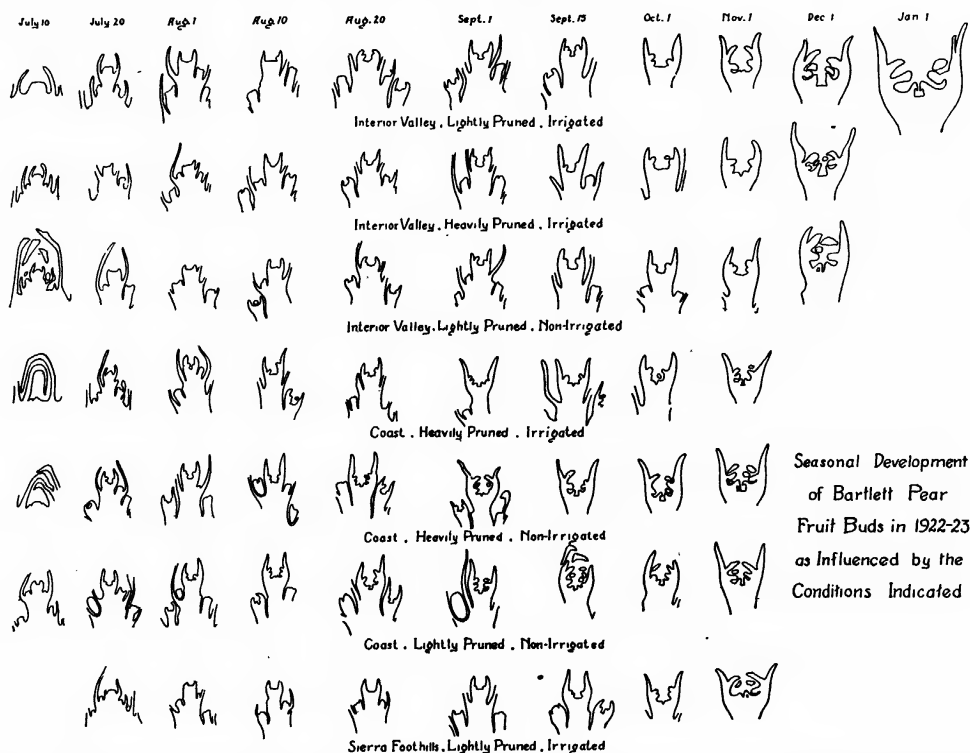 July 10 July 20 Aug. 1 Aug. 10 Aug. 20 Sept. 1 Sept. 15 Oct. 1 Nov. 1 Dec 1 Jan 1
Interior Valley . Lightly Pruned . Irrigated
Interior Valley . Heavily Pruned . Irrigated
Interior Valley . Lightly Pruned . Non-Irrigated
Coast . Heavily Pruned . Irrigated
Coast . Heavily Pruned . Non-Irrigated
Coast . Lightly Pruned . Non-Irrigated
Sierra Foothills . Lightly Pruned . Irrigated
Seasonal Development
of Bartlett Pear
Fruit Buds in 1922-23
as Influenced by the
Conditions Indicated